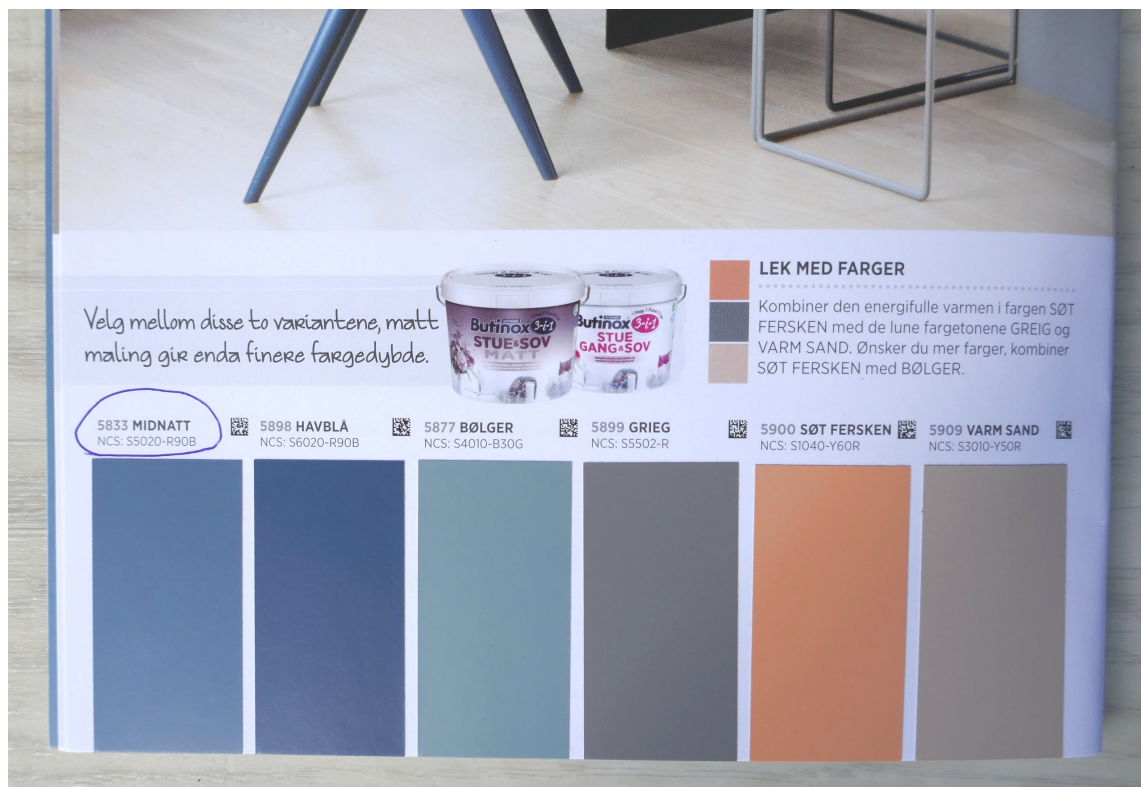 Velg mellom disse to variantene, matt
maling gir enda finere fargedybde.
Butinox 3-i-1
STUE&SOV
MATT
Butinox 3-i-1
STUE
GANG&SOV
LEK MED FARGER
Kombiner den energifulle varmen i fargen SØT
FERSKEN med de lune fargetonene GREIG og
VARM SAND. Ønsker du mer farger, kombiner
SØT FERSKEN med BØLGER.
5833 MIDNATT
NCS: S5020-R90B
5898 HAVBLÅ
NCS: S6020-R90B
5877 BØLGER
NCS: S4010-B30G
5899 GRIEG
NCS: S5502-R
5900 SØT FERSKEN
NCS: S1040-Y60R
5909 VARM SAND
NCS: S3010-Y50R